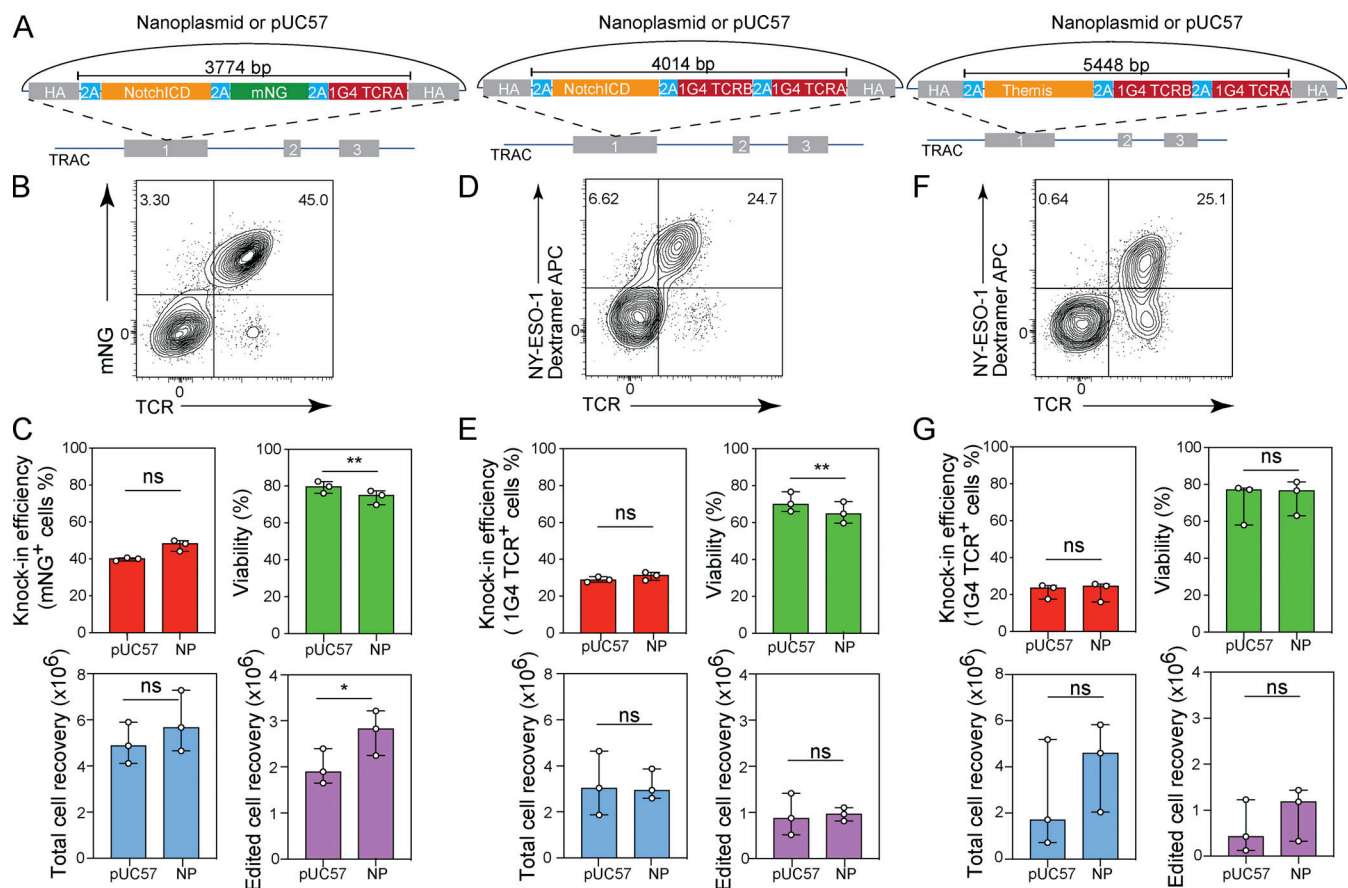 A
Nanoplasmid or pUC57
3774 bp
HA 2A NotchICD 2A mNG 2A 1G4 TCRA HA
TRAC 1 2 3
Nanoplasmid or pUC57
4014 bp
HA 2A NotchICD 2A 1G4 TCRB 2A 1G4 TCRA HA
TRAC 1 2 3
Nanoplasmid or pUC57
5448 bp
HA 2A Themis 2A 1G4 TCRB 2A 1G4 TCRA HA
TRAC 1 2 3
B
3.30 45.0
mNG
0
0
TCR
D
6.62 24.7
NY-ESO-1
Dextramer APC
0
0
TCR
F
0.64 25.1
NY-ESO-1
Dextramer APC
0
0
TCR
C
Knock-in efficiency
(mNG+ cells %)
100
80
60
40
20
0
ns
pUC57 NP
Viability (%)
100
80
60
40
20
0
**
pUC57 NP
Total cell recovery (x10^6)
8
6
4
2
0
ns
pUC57 NP
Edited cell recovery (x10^6)
4
3
2
1
0
*
pUC57 NP
E
Knock-in efficiency
( 1G4 TCR+ cells %)
100
80
60
40
20
0
ns
pUC57 NP
Viability (%)
100
80
60
40
20
0
**
pUC57 NP
Total cell recovery (x10^6)
8
6
4
2
0
ns
pUC57 NP
Edited cell recovery (x10^6)
4
3
2
1
0
ns
pUC57 NP
G
Knock-in efficiency
(1G4 TCR+ cells %)
100
80
60
40
20
0
ns
pUC57 NP
Viability (%)
100
80
60
40
20
0
ns
pUC57 NP
Total cell recovery (x10^6)
8
6
4
2
0
ns
pUC57 NP
Edited cell recovery (x10^6)
4
3
2
1
0
ns
pUC57 NP